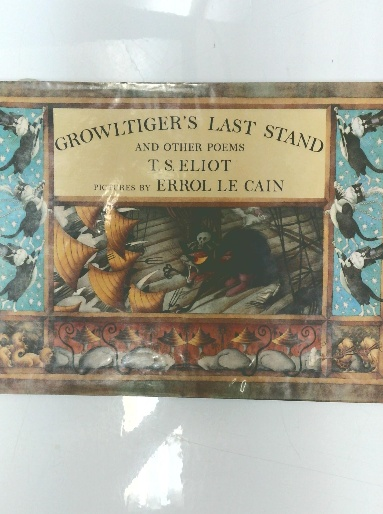 GROWLTIGER'S LAST STAND
AND OTHER POEMS
T. S. ELIOT
PICTURES BY ERROL LE CAIN